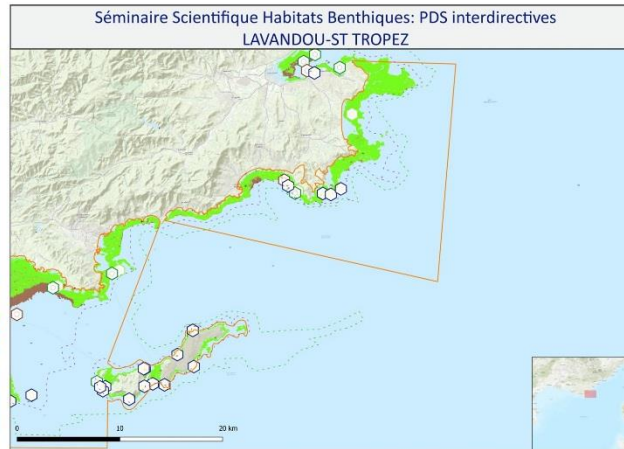 Séminaire Scientifique Habitats Benthiques: PDS interdirectives
LAVANDOU-ST TROPEZ
0 10 20 km